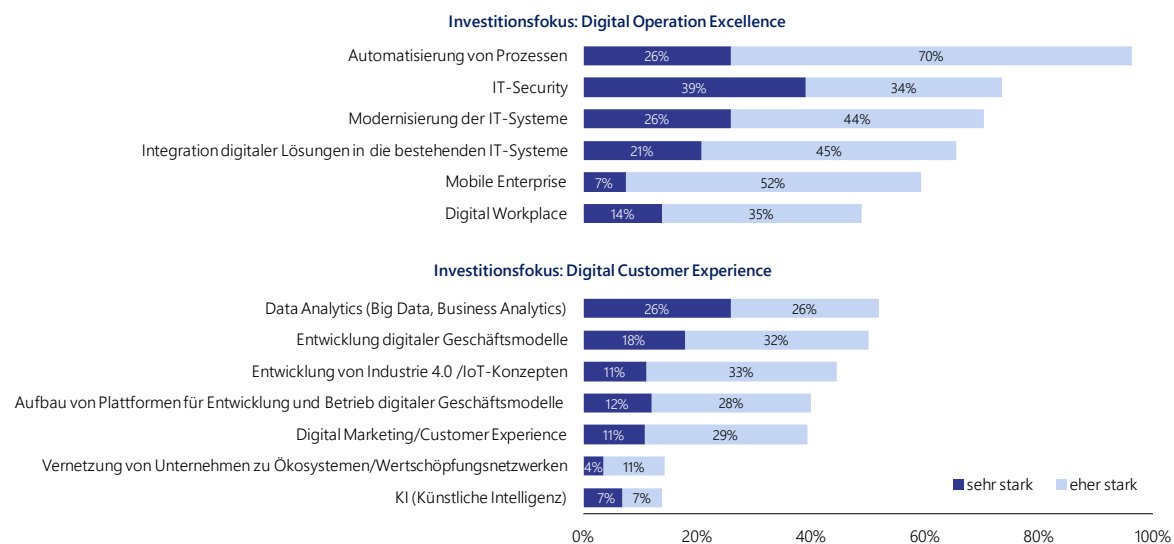 Investitionsfokus: Digital Operation Excellence
Automatisierung von Prozessen 26% 70%
IT-Security 39% 34%
Modernisierung der IT-Systeme 26% 44%
Integration digitaler Lösungen in die bestehenden IT-Systeme 21% 45%
Mobile Enterprise 7% 52%
Digital Workplace 14% 35%
Investitionsfokus: Digital Customer Experience
Data Analytics (Big Data, Business Analytics) 26% 26%
Entwicklung digitaler Geschäftsmodelle 18% 32%
Entwicklung von Industrie 4.0 /IoT-Konzepten 11% 33%
Aufbau von Plattformen für Entwicklung und Betrieb digitaler Geschäftsmodelle 12% 28%
Digital Marketing/Customer Experience 11% 29%
Vernetzung von Unternehmen zu Ökosystemen/Wertschöpfungsnetzwerken 4% 11%
sehr stark eher stark
KI (Künstliche Intelligenz) 7% 7%
0% 20% 40% 60% 80% 100%